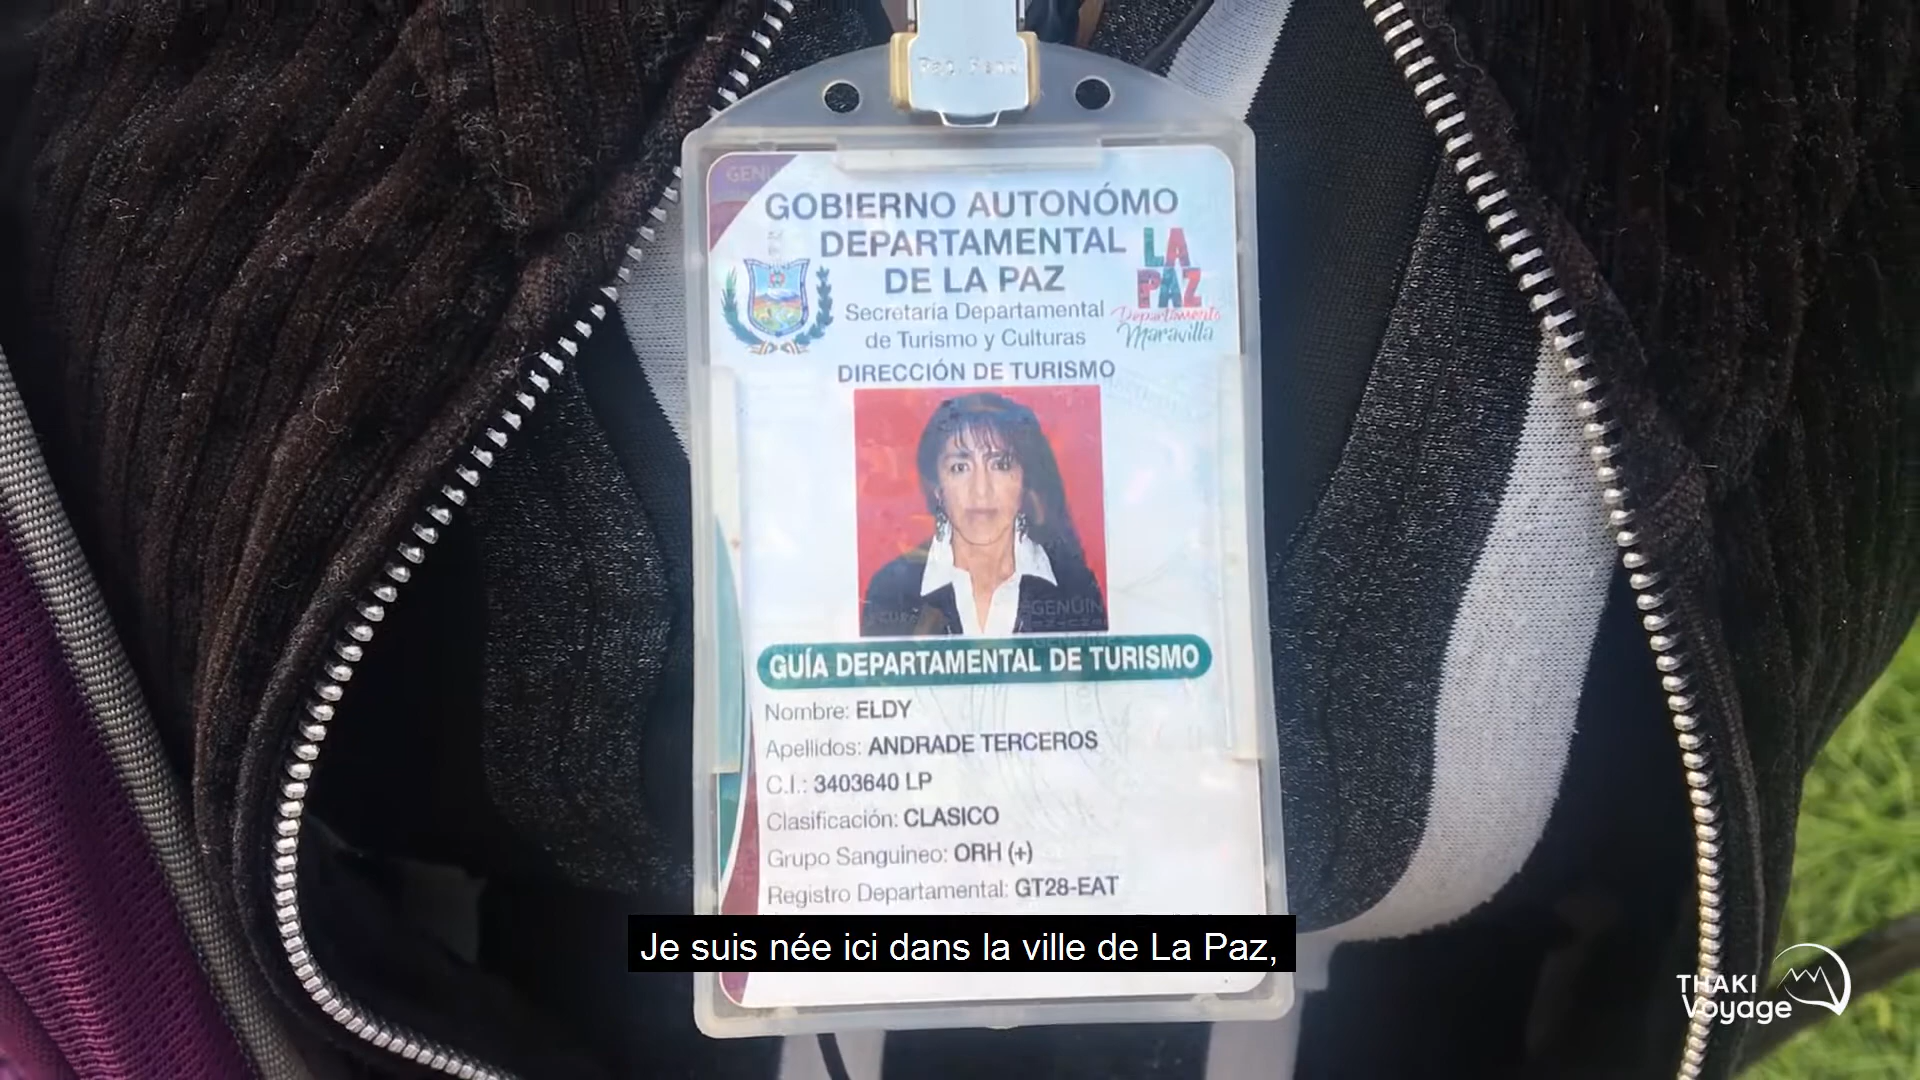 GENUI
GOBIERNO AUTONÓMO
DEPARTAMENTAL
DE LA PAZ
Secretaría Departamental
de Turismo y Culturas
LA
PAZ
Departamento
Maravilla
DIRECCIÓN DE TURISMO
GENUIN
GUÍA DEPARTAMENTAL DE TURISMO
Nombre: ELDY
Apellidos: ANDRADE TERCEROS
C.I.: 3403640 LP
Clasificación: CLASICO
Grupo Sanguineo: ORH (+)
Registro Departamental: GT28-EAT
Je suis née ici dans la ville de La Paz,
THAKI
Voyage